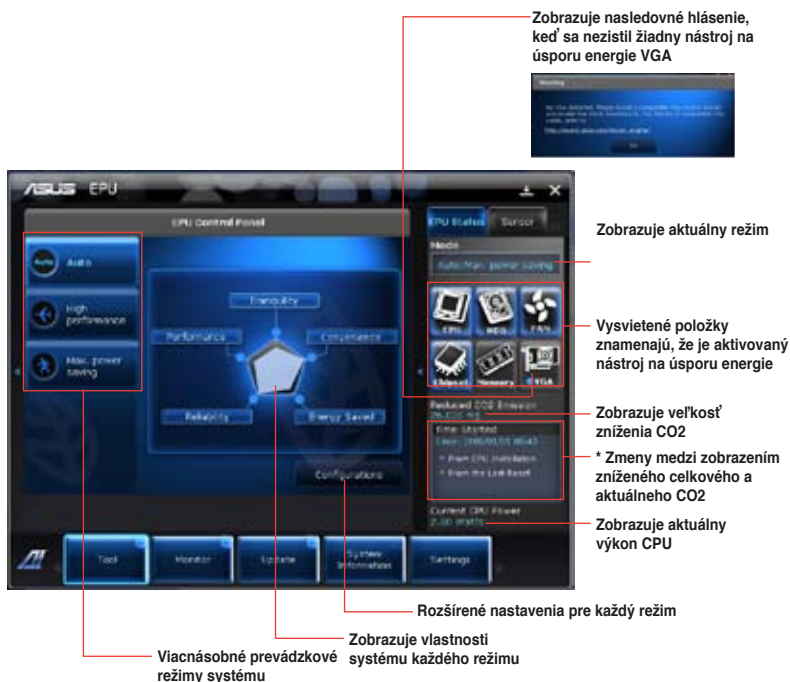 Zobrazuje nasledovné hlásenie,
keď sa nezistil žiadny nástroj na
úsporu energie VGA
ASUS EPU
EPU Control Panel
EPU Status
Sensor
Auto
Auto
High
performance
Max. power
saving
Tranquility
Performance
Convenience
Reliability
Energy Saved
Configurations
Mode
Auto: Max. power saving
CPU
HDD
FAN
Chipset
Memory
VGA
Reduced CO2 Emission
Time Started
From EPU Installation
From the Last Reset
Current CPU Power
Zobrazuje aktuálny režim
Vysvietené položky
znamenajú, že je aktivovaný
nástroj na úsporu energie
Zobrazuje veľkosť
zníženia CO2
* Zmeny medzi zobrazením
zníženého celkového a
aktuálneho CO2
Zobrazuje aktuálny
výkon CPU
Tool
Monitor
Update
System
Information
Settings
Rozšírené nastavenia pre každý režim
Zobrazuje vlastnosti
systému každého režimu
Viacnásobné prevádzkové
režimy systému